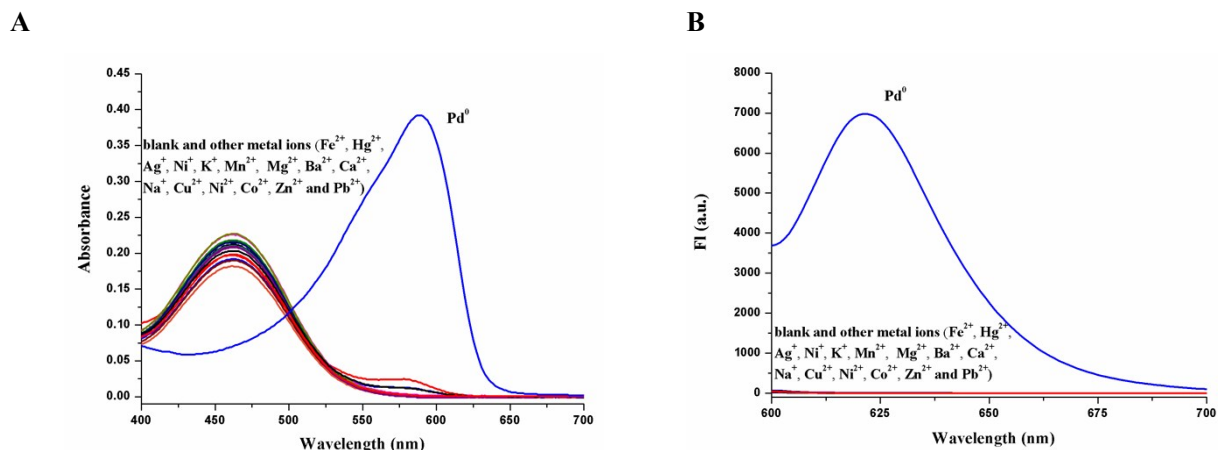 A
B
0.45
0.40
0.35
0.30
0.25
0.20
0.15
0.10
0.05
0.00
Absorbance
Pd⁰
blank and other metal ions (Fe²⁺, Hg²⁺,
Ag⁺, Ni⁺, K⁺, Mn²⁺, Mg²⁺, Ba²⁺, Ca²⁺,
Na⁺, Cu²⁺, Ni²⁺, Co²⁺, Zn²⁺ and Pb²⁺)
400 450 500 550 600 650 700
Wavelength (nm)
8000
7000
6000
5000
4000
3000
2000
1000
0
Fl (a.u.)
Pd⁰
blank and other metal ions (Fe²⁺, Hg²⁺,
Ag⁺, Ni⁺, K⁺, Mn²⁺, Mg²⁺, Ba²⁺, Ca²⁺,
Na⁺, Cu²⁺, Ni²⁺, Co²⁺, Zn²⁺ and Pb²⁺)
600 625 650 675 700
Wavelength (nm)